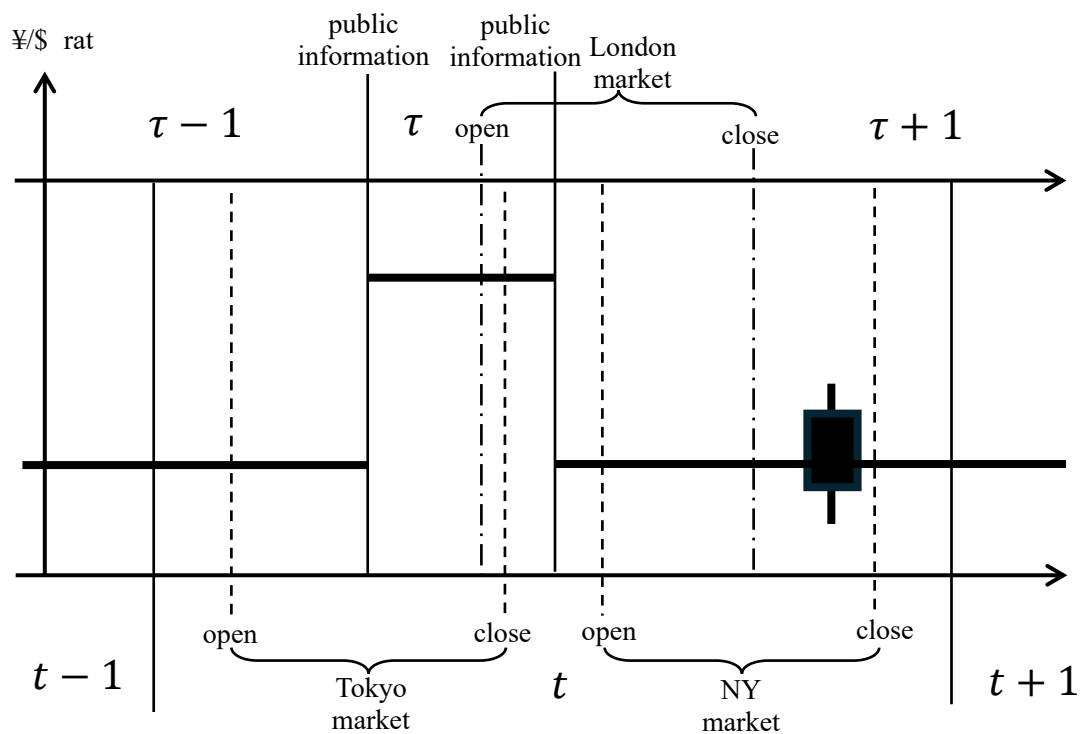 public
information
public
information
London
market
¥/$ rat
τ − 1
τ
open
close
τ + 1
open
close
open
close
t − 1
Tokyo
market
t
NY
market
t + 1